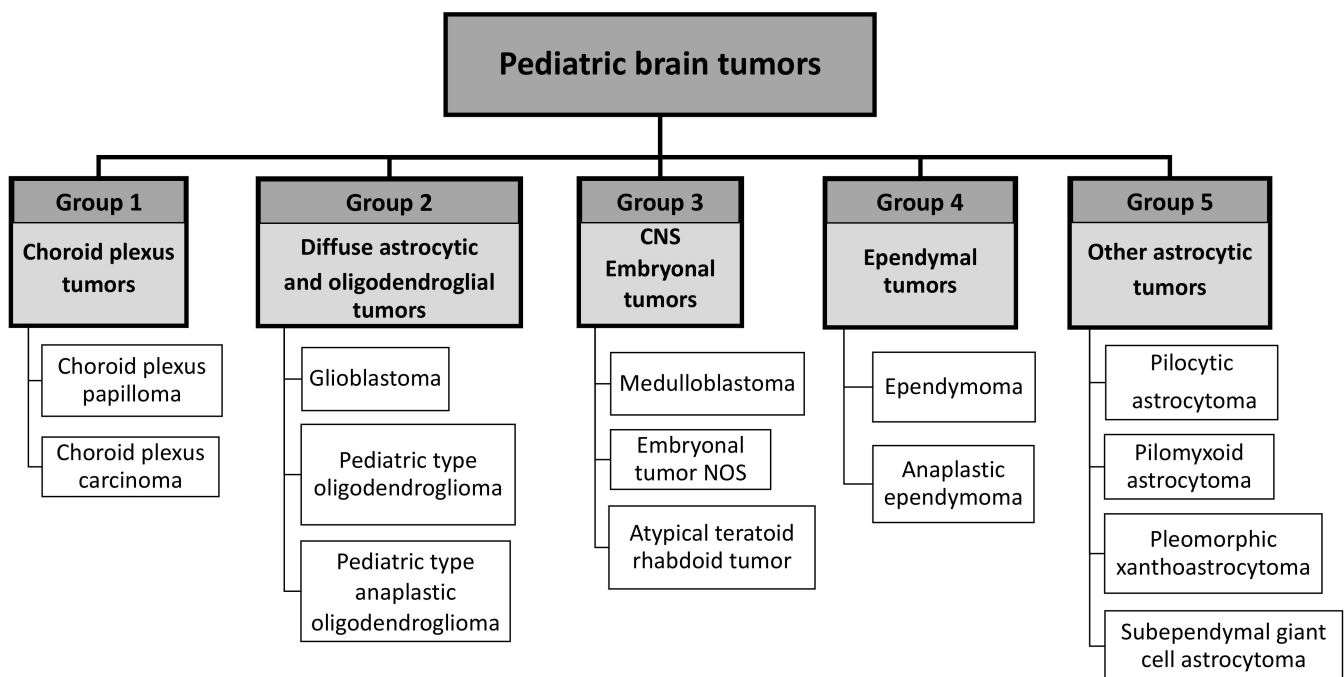 Pediatric brain tumors
Group 1
Choroid plexus
tumors
Choroid plexus
papilloma
Choroid plexus
carcinoma
Group 2
Diffuse astrocytic
and oligodendroglial
tumors
Glioblastoma
Pediatric type
oligodendroglioma
Pediatric type
anaplastic
oligodendroglioma
Group 3
CNS
Embryonal
tumors
Medulloblastoma
Embryonal
tumor NOS
Atypical teratoid
rhabdoid tumor
Group 4
Ependymal
tumors
Ependymoma
Anaplastic
ependymoma
Group 5
Other astrocytic
tumors
Pilocytic
astrocytoma
Pilomyxoid
astrocytoma
Pleomorphic
xanthoastrocytoma
Subependymal giant
cell astrocytoma